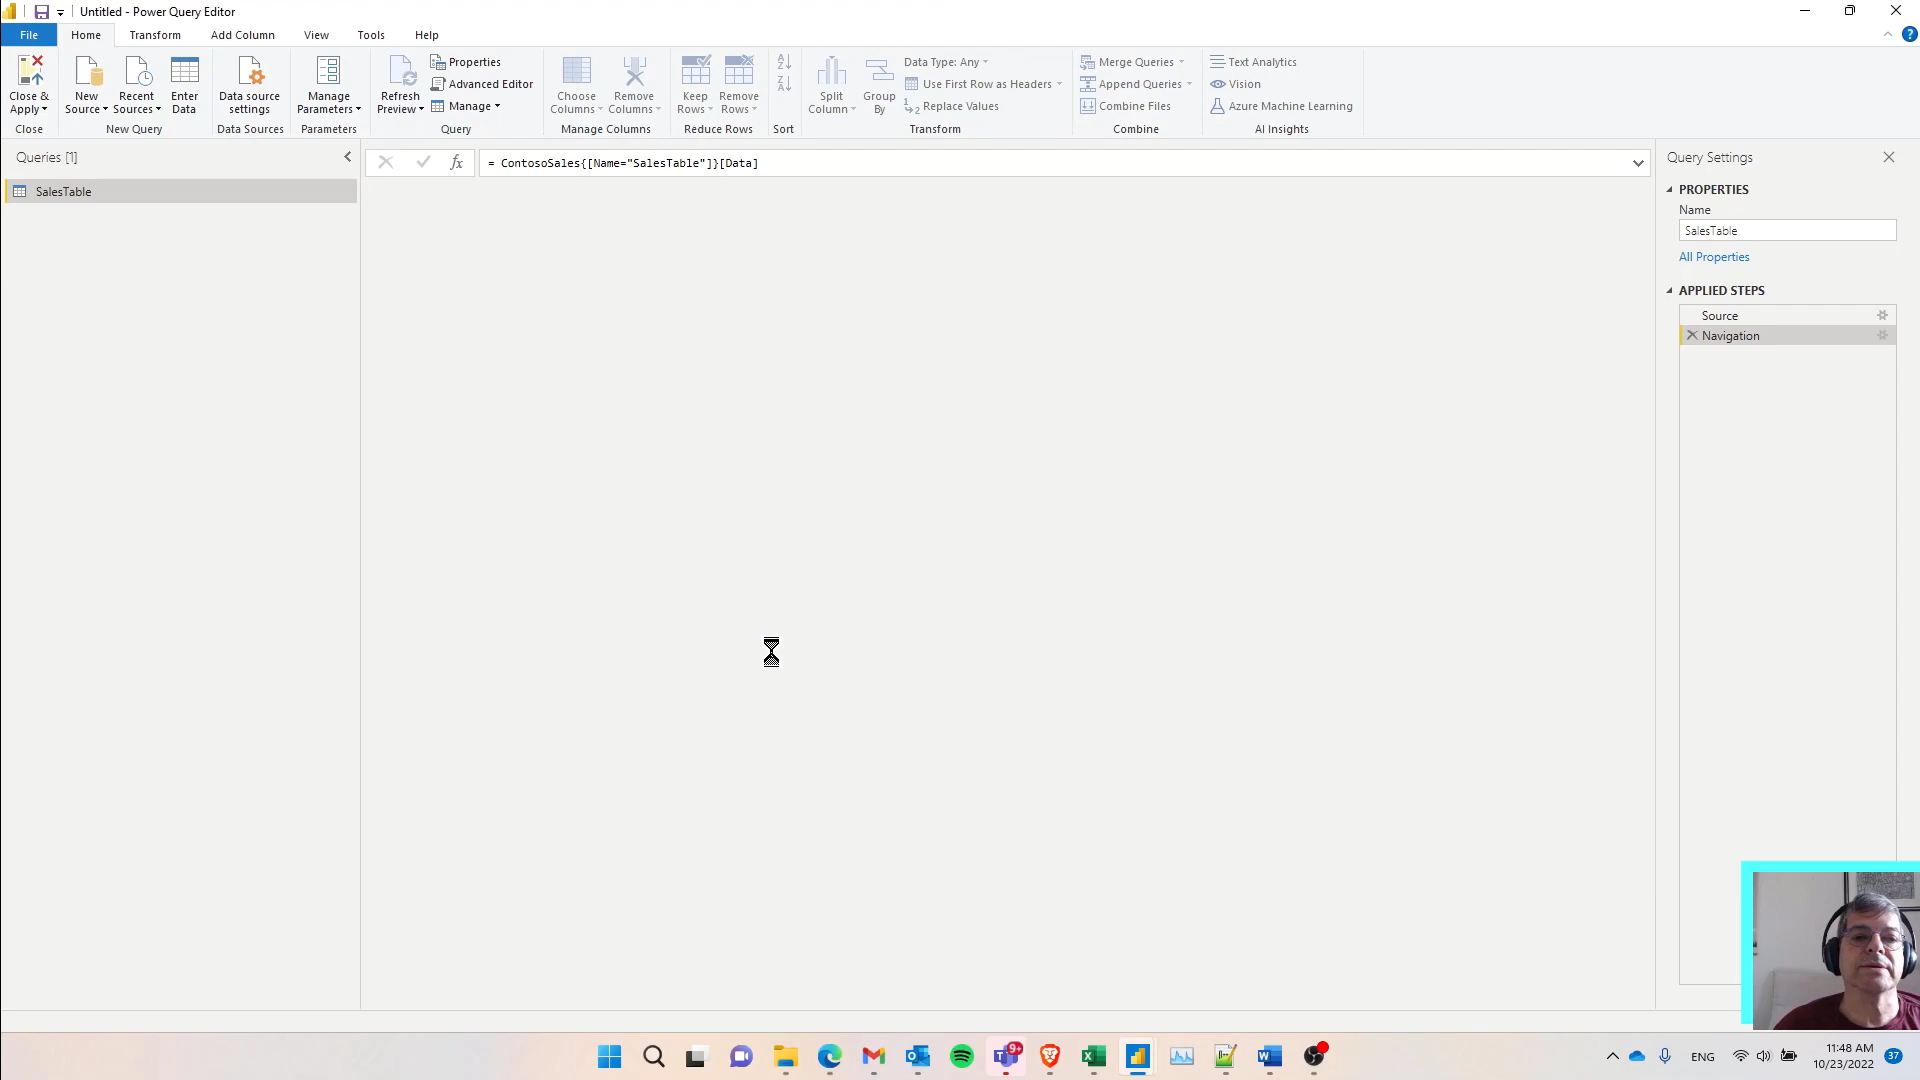 Untitled - Power Query Editor
File Home Transform Add Column View Tools Help
Close & Apply
New Source
Recent Sources
Enter Data
Data source settings
Manage Parameters
Refresh Preview
Properties
Advanced Editor
Manage
Choose Columns
Remove Columns
Keep Rows
Remove Rows
Split Column
Group By
Data Type: Any
Use First Row as Headers
Replace Values
Merge Queries
Append Queries
Combine Files
Text Analytics
Vision
Azure Machine Learning
Close New Query Data Sources Parameters Query Manage Columns Reduce Rows Sort Transform Combine AI Insights
Queries [1]
SalesTable
fx = ContosoSales{[Name="SalesTable"]}[Data]
Query Settings
PROPERTIES
Name
SalesTable
All Properties
APPLIED STEPS
Source
Navigation
9+
ENG
11:48 AM
10/23/2022
37